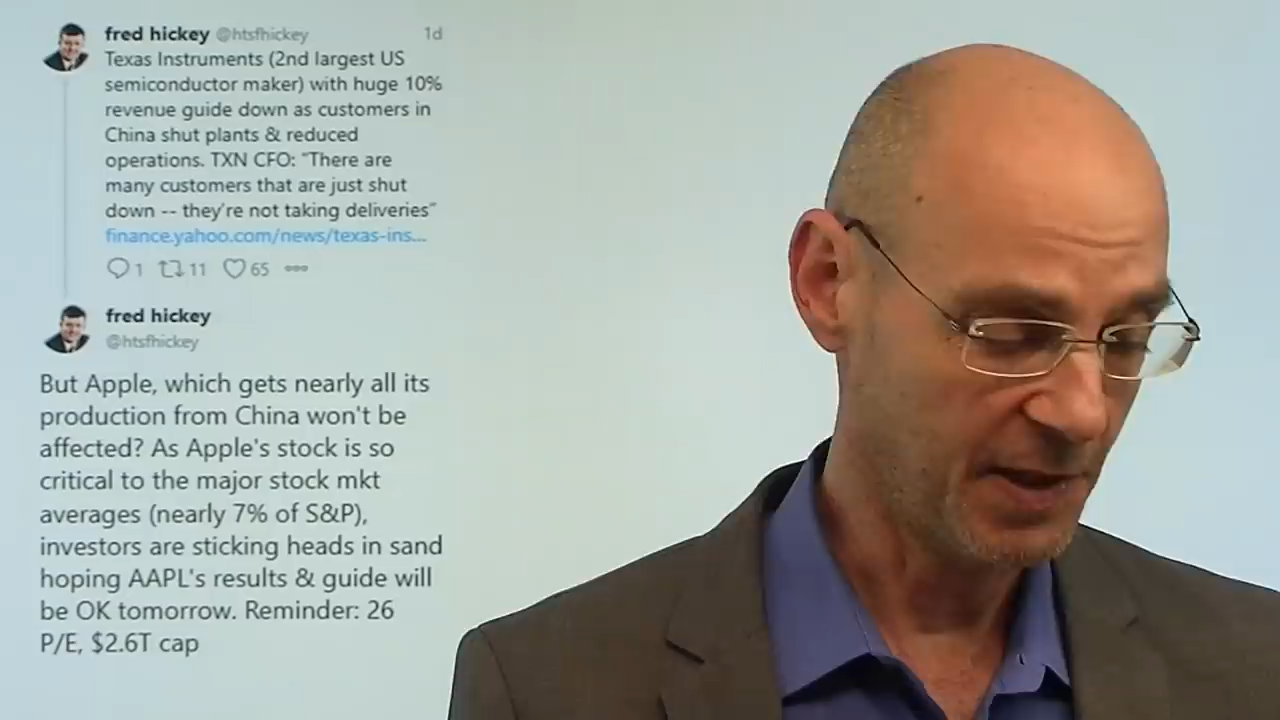 fred hickey @htsfhickey 1d
Texas Instruments (2nd largest US
semiconductor maker) with huge 10%
revenue guide down as customers in
China shut plants & reduced
operations. TXN CFO: "There are
many customers that are just shut
down -- they're not taking deliveries"
finance.yahoo.com/news/texas-ins...
1 11 65
fred hickey
@htsfhickey
But Apple, which gets nearly all its
production from China won't be
affected? As Apple's stock is so
critical to the major stock mkt
averages (nearly 7% of S&P),
investors are sticking heads in sand
hoping AAPL's results & guide will
be OK tomorrow. Reminder: 26
P/E, $2.6T cap